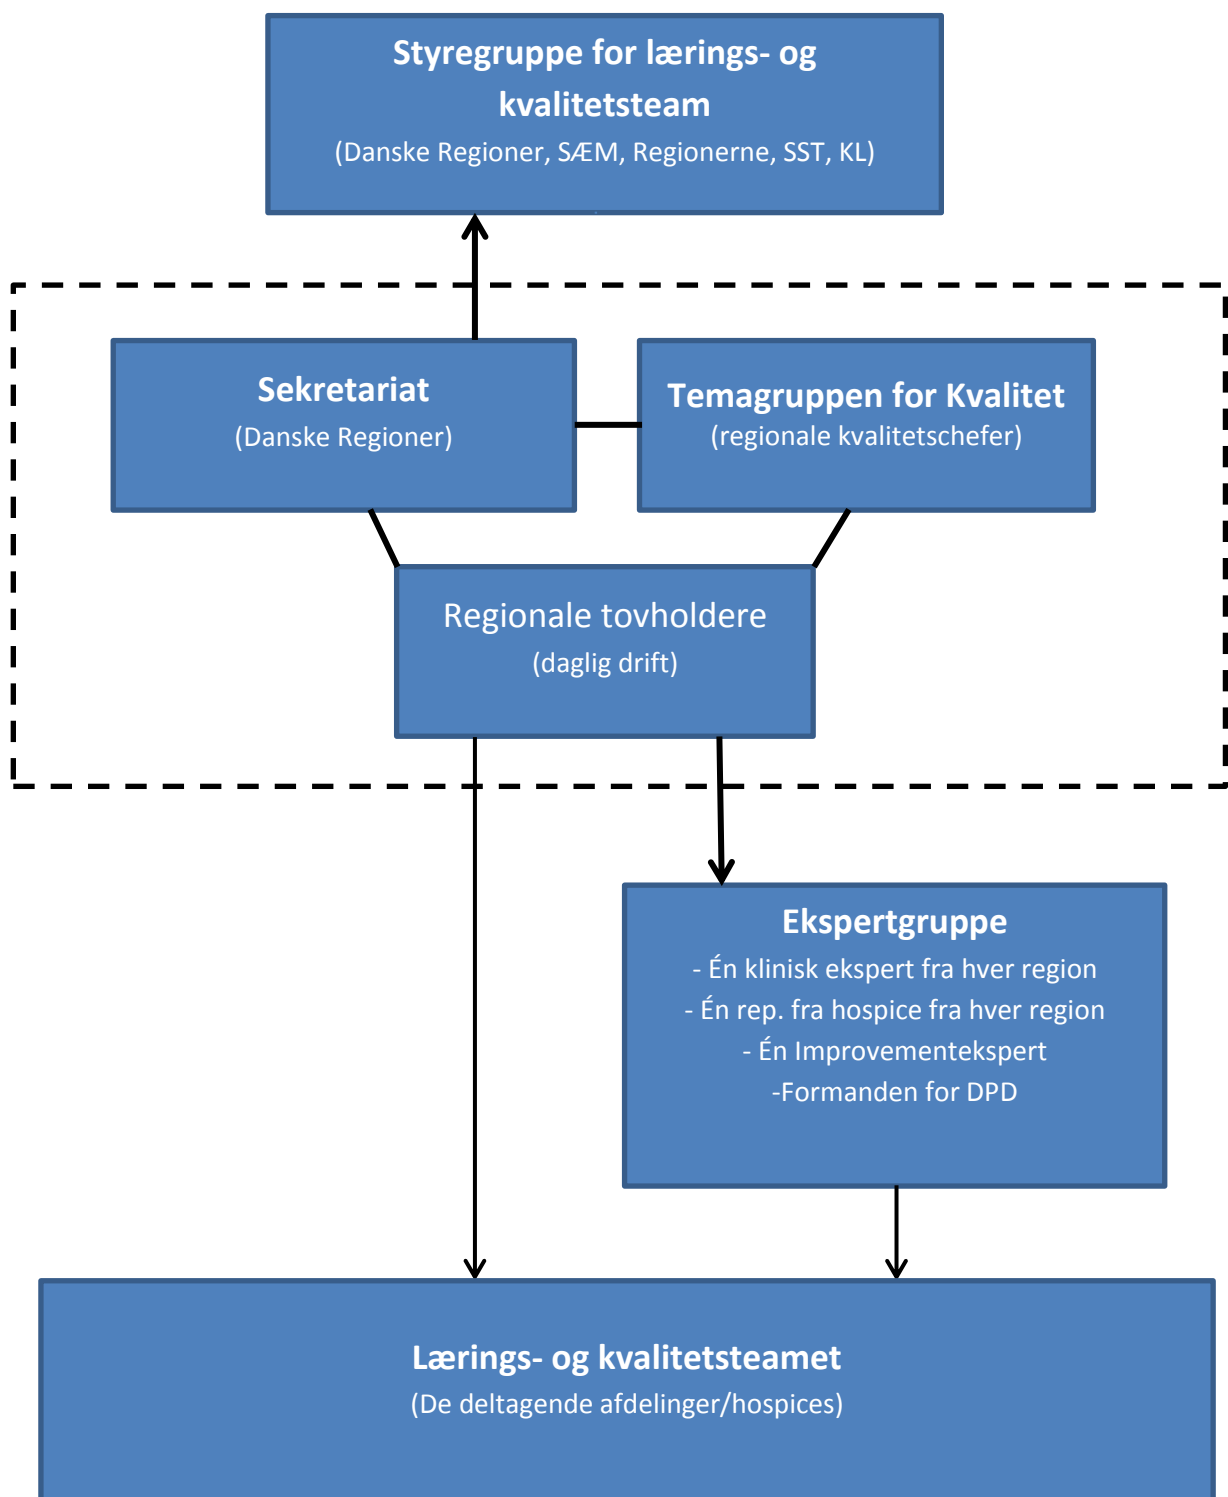 Styregruppe for lærings- og
kvalitetsteam
(Danske Regioner, SÆM, Regionerne, SST, KL)
Sekretariat
(Danske Regioner)
Temagruppen for Kvalitet
(regionale kvalitetschefer)
Regionale tovholdere
(daglig drift)
Ekspertgruppe
- Én klinisk ekspert fra hver region
- Én rep. fra hospice fra hver region
- Én Improvementekspert
-Formanden for DPD
Lærings- og kvalitetsteamet
(De deltagende afdelinger/hospices)